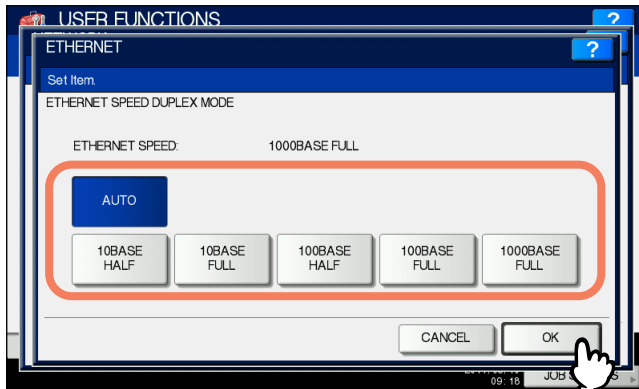 USER FUNCTIONS
?
ETHERNET
?
Set Item.
ETHERNET SPEED DUPLEX MODE
ETHERNET SPEED: 1000BASE FULL
AUTO
10BASE HALF
10BASE FULL
100BASE HALF
100BASE FULL
1000BASE FULL
CANCEL
OK
09:16
JOB